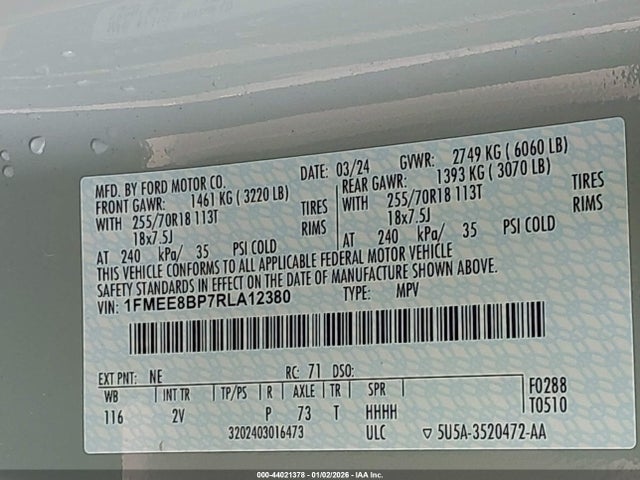 MFD. BY FORD MOTOR CO. DATE: 03/24 GVWR: 2749 KG ( 6060 LB)
FRONT GAWR: 1461 KG ( 3220 LB) REAR GAWR: 1393 KG ( 3070 LB)
WITH 255/70R18 113T TIRES WITH 255/70R18 113T TIRES
18x7.5J RIMS 18x7.5J RIMS
AT 240 kPa/ 35 PSI COLD AT 240 kPa/ 35 PSI COLD
THIS VEHICLE CONFORMS TO ALL APPLICABLE FEDERAL MOTOR VEHICLE
SAFETY STANDARDS IN EFFECT ON THE DATE OF MANUFACTURE SHOWN ABOVE.
VIN: 1FMEE8BP7RLA12380 TYPE: MPV
EXT PNT: NE RC: 71 DSO:
WB INT TR TP/PS R AXLE TR SPR F0288
116 2V P 73 T HHHH T0510
3202403016473 ULC ▽ 5U5A-3520472-AA
000-44021378 - 01/02/2026 - IAA Inc.